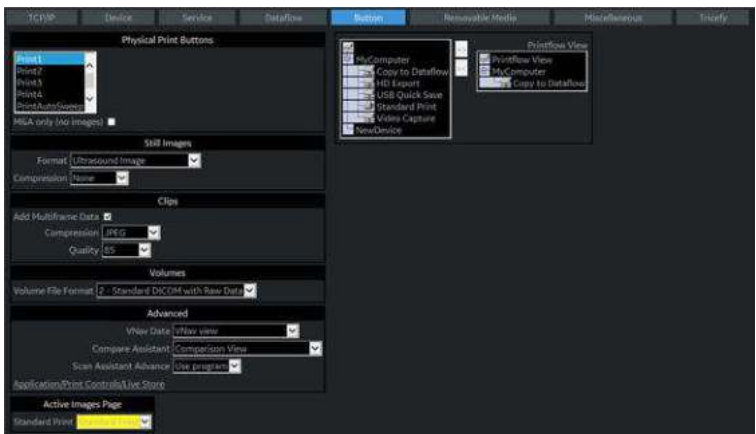 TCP/IP Device Service Dataflow Button Removable Media Miscellaneous Tricefy
Physical Print Buttons
Print1
Print2
Print3
Print4
PrintAutoSweep
M&A only (no images)
Still Images
Format Ultrasound Image
Compression None
Clips
Add Multiframe Data
Compression JPEG
Quality 85
Volumes
Volume File Format 2 - Standard DICOM with Raw Data
Advanced
VNav Data VNav view
Compare Assistant Comparison View
Scan Assistant Advance Use program
Application/Print Controls/Live Store
Active Images Page
Standard Print Standard Print
MyComputer
Copy to Dataflow
HD Export
USB Quick Save
Standard Print
Video Capture
NewDevice
>>
<<
Printflow View
Printflow View
MyComputer
Copy to Dataflow